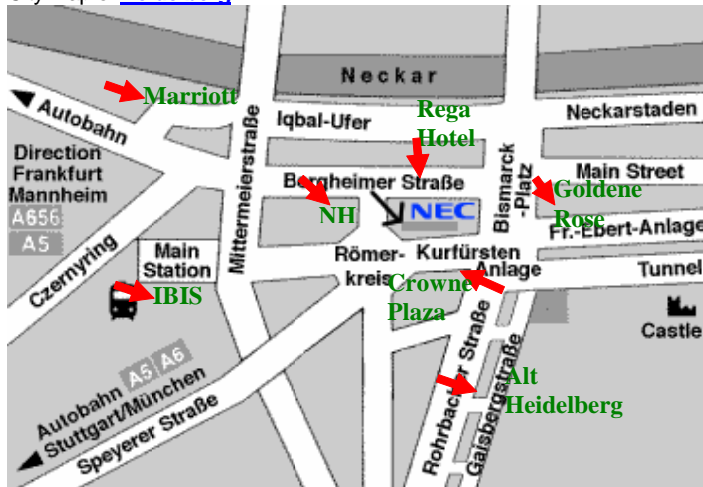 Neckar
Marriott
Autobahn
Iqbal-Ufer
Rega
Hotel
Neckarstaden
Direction
Frankfurt
Mannheim
A656
A5
Mittermeierstraße
Bergheimer Straße
Bismarck
-Platz
Main Street
Goldene
Rose
NH
NEC
Fr.-Ebert-Anlage
Czernyring
Main
Station
Römer-
kreis
Kurfürsten
Anlage
Tunnel
IBIS
Crowne
Plaza
Castle
Rohrbacher Straße
Gaisbergstraße
Alt
Heidelberg
Autobahn A5 A6
Stuttgart/München
Speyerer Straße